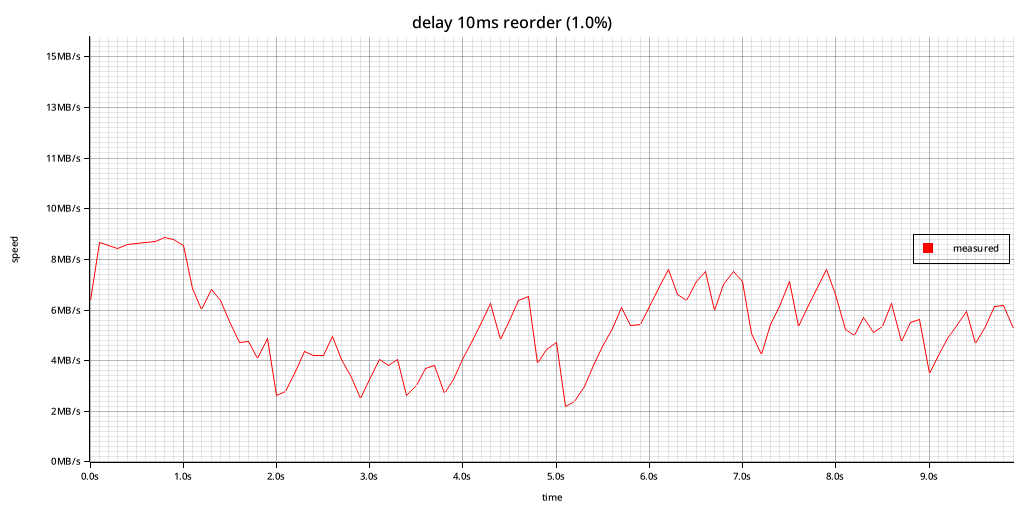 delay 10ms reorder (1.0%)
15MB/s
13MB/s
11MB/s
10MB/s
8MB/s
6MB/s
4MB/s
2MB/s
0MB/s
speed
measured
0.0s 1.0s 2.0s 3.0s 4.0s 5.0s 6.0s 7.0s 8.0s 9.0s
time